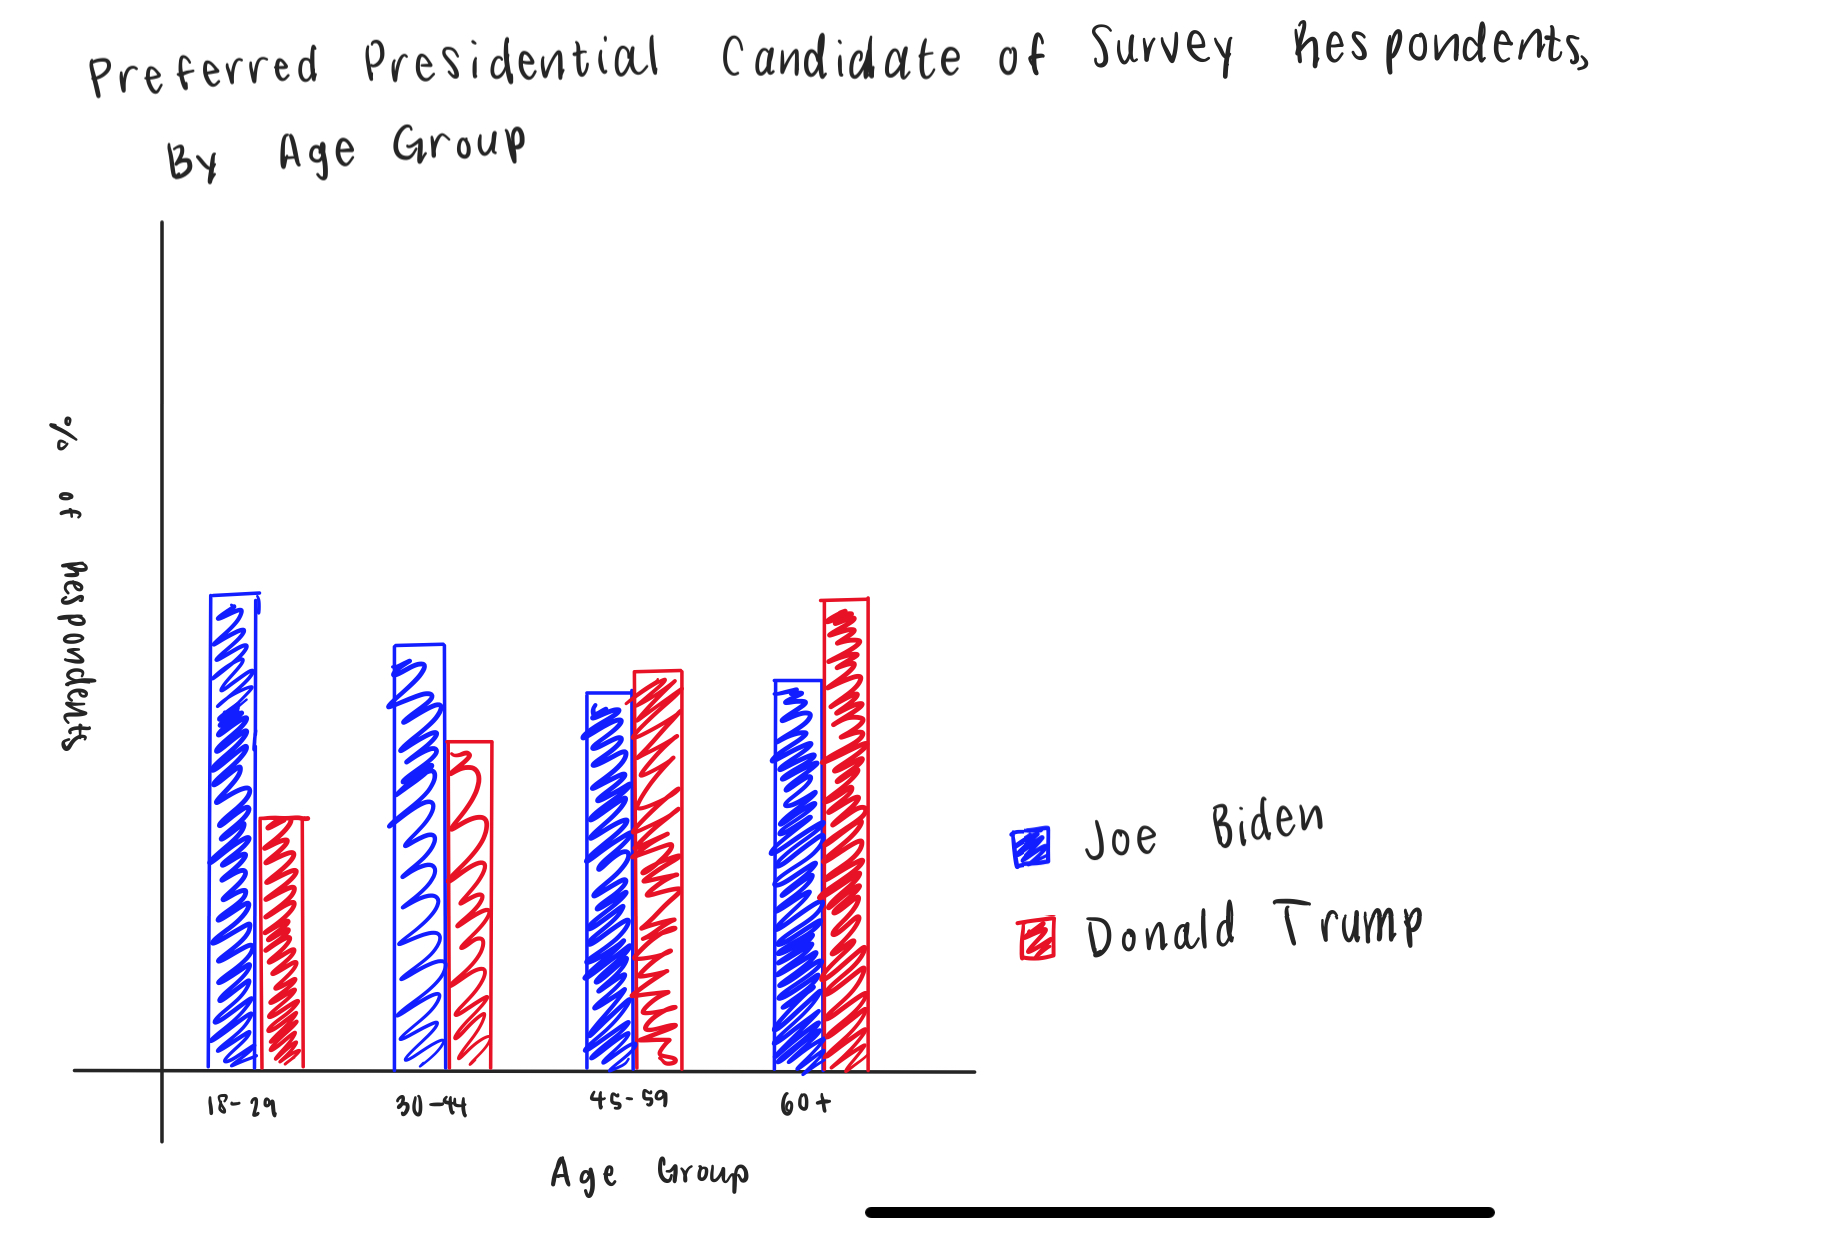 Preferred Presidential Candidate of Survey Respondents,
By Age Group
% of Respondents
18-29
30-44
45-59
60+
Age Group
Joe Biden
Donald Trump